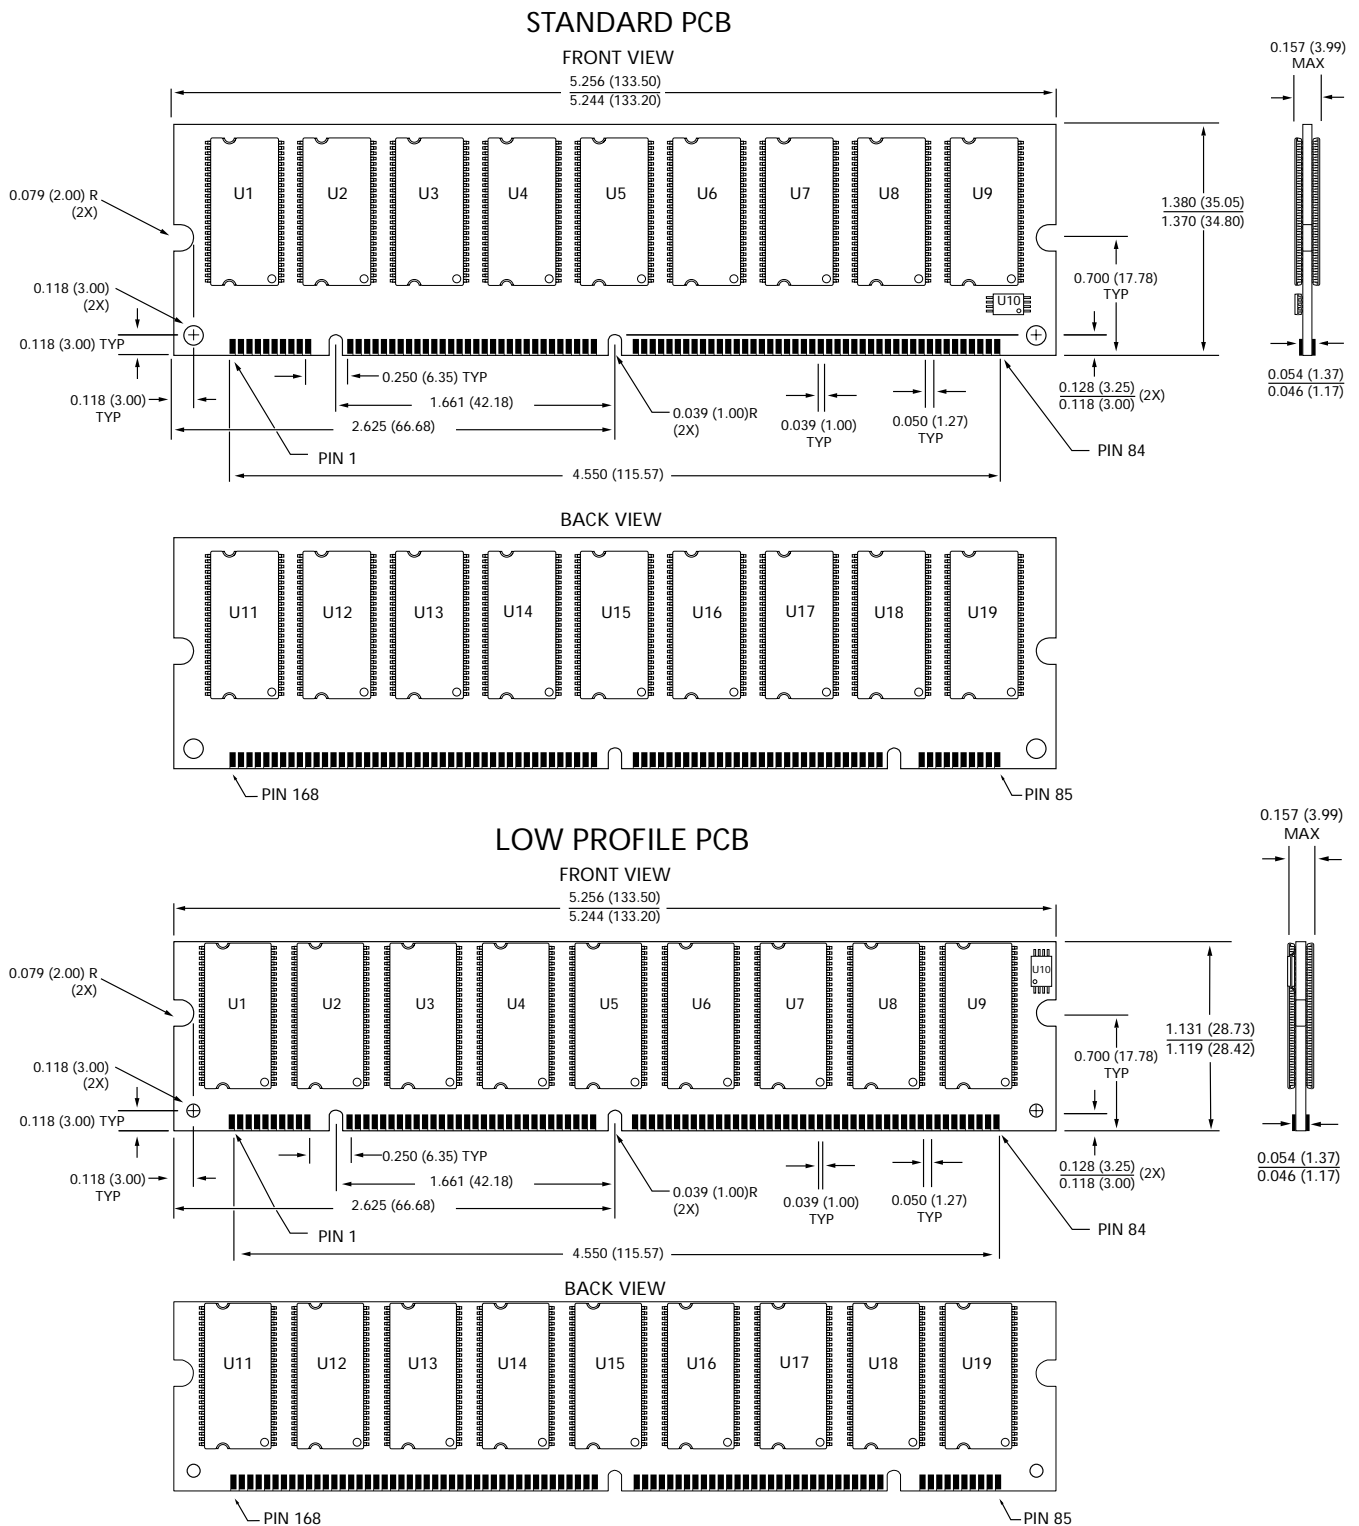 STANDARD PCB
FRONT VIEW
5.256 (133.50)
5.244 (133.20)
0.157 (3.99)
MAX
U1
U2
U3
U4
U5
U6
U7
U8
U9
0.079 (2.00) R
(2X)
1.380 (35.05)
1.370 (34.80)
0.118 (3.00)
(2X)
0.700 (17.78)
TYP
U10
0.118 (3.00) TYP
0.118 (3.00)
TYP
0.250 (6.35) TYP
1.661 (42.18)
2.625 (66.68)
0.039 (1.00)R
(2X)
0.039 (1.00)
TYP
0.050 (1.27)
TYP
0.128 (3.25)
0.118 (3.00)
(2X)
0.054 (1.37)
0.046 (1.17)
PIN 1
PIN 84
4.550 (115.57)
BACK VIEW
U11
U12
U13
U14
U15
U16
U17
U18
U19
PIN 168
PIN 85
LOW PROFILE PCB
FRONT VIEW
5.256 (133.50)
5.244 (133.20)
0.157 (3.99)
MAX
U1
U2
U3
U4
U5
U6
U7
U8
U9
U10
0.079 (2.00) R
(2X)
1.131 (28.73)
1.119 (28.42)
0.118 (3.00)
(2X)
0.700 (17.78)
TYP
0.118 (3.00) TYP
0.118 (3.00)
TYP
0.250 (6.35) TYP
1.661 (42.18)
2.625 (66.68)
0.039 (1.00)R
(2X)
0.039 (1.00)
TYP
0.050 (1.27)
TYP
0.128 (3.25)
0.118 (3.00)
(2X)
0.054 (1.37)
0.046 (1.17)
PIN 1
PIN 84
4.550 (115.57)
BACK VIEW
U11
U12
U13
U14
U15
U16
U17
U18
U19
PIN 168
PIN 85